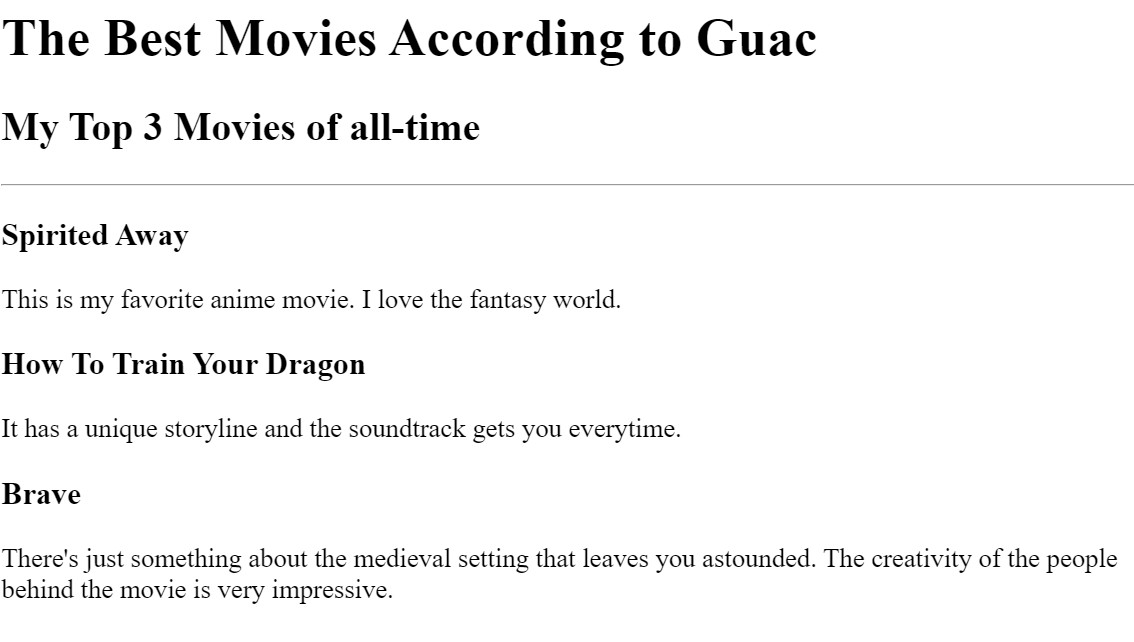 The Best Movies According to Guac
My Top 3 Movies of all-time
Spirited Away
This is my favorite anime movie. I love the fantasy world.
How To Train Your Dragon
It has a unique storyline and the soundtrack gets you everytime.
Brave
There's just something about the medieval setting that leaves you astounded. The creativity of the people
behind the movie is very impressive.